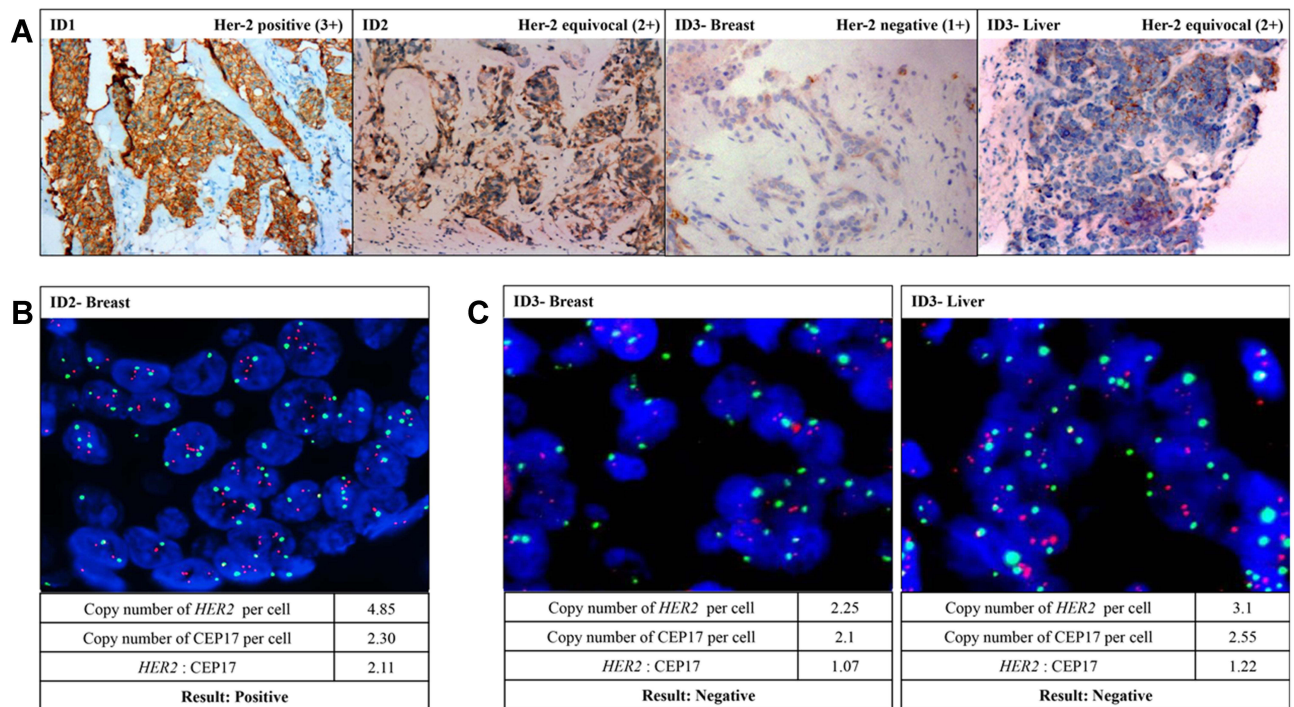 A
ID1 Her-2 positive (3+)
ID2 Her-2 equivocal (2+)
ID3- Breast Her-2 negative (1+)
ID3- Liver Her-2 equivocal (2+)
B
ID2- Breast
Copy number of HER2 per cell 4.85
Copy number of CEP17 per cell 2.30
HER2 : CEP17 2.11
Result: Positive
C
ID3- Breast
Copy number of HER2 per cell 2.25
Copy number of CEP17 per cell 2.1
HER2 : CEP17 1.07
Result: Negative
ID3- Liver
Copy number of HER2 per cell 3.1
Copy number of CEP17 per cell 2.55
HER2 : CEP17 1.22
Result: Negative